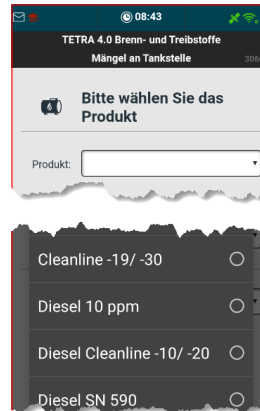 08:43
TETRA 4.0 Brenn- und Treibstoffe
Mängel an Tankstelle
306
Bitte wählen Sie das
Produkt
Produkt:
Cleanline -19/ -30
Diesel 10 ppm
Diesel Cleanline -10/ -20
Diesel SN 590